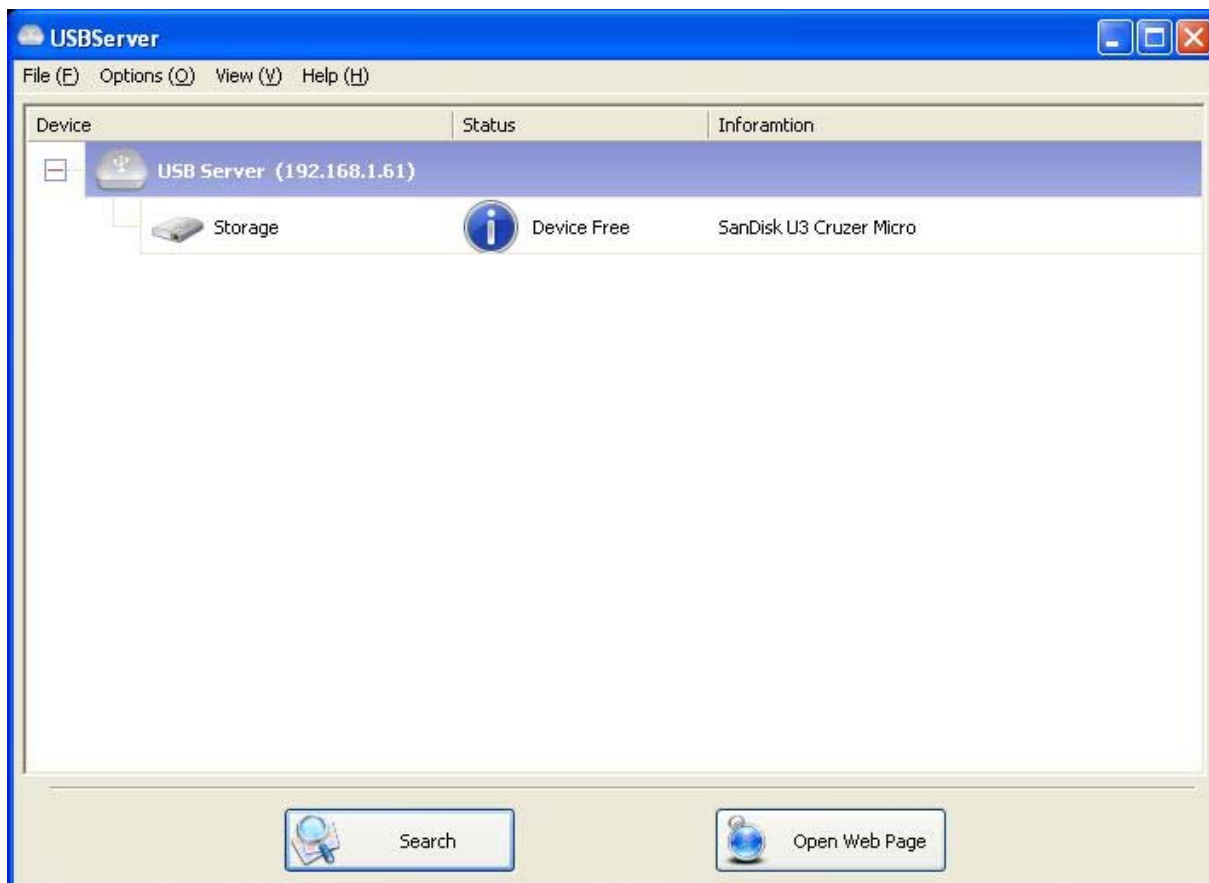 USBServer
File (F) Options (O) View (V) Help (H)
Device Status Inforamtion
USB Server (192.168.1.61)
Storage Device Free SanDisk U3 Cruzer Micro
Search Open Web Page